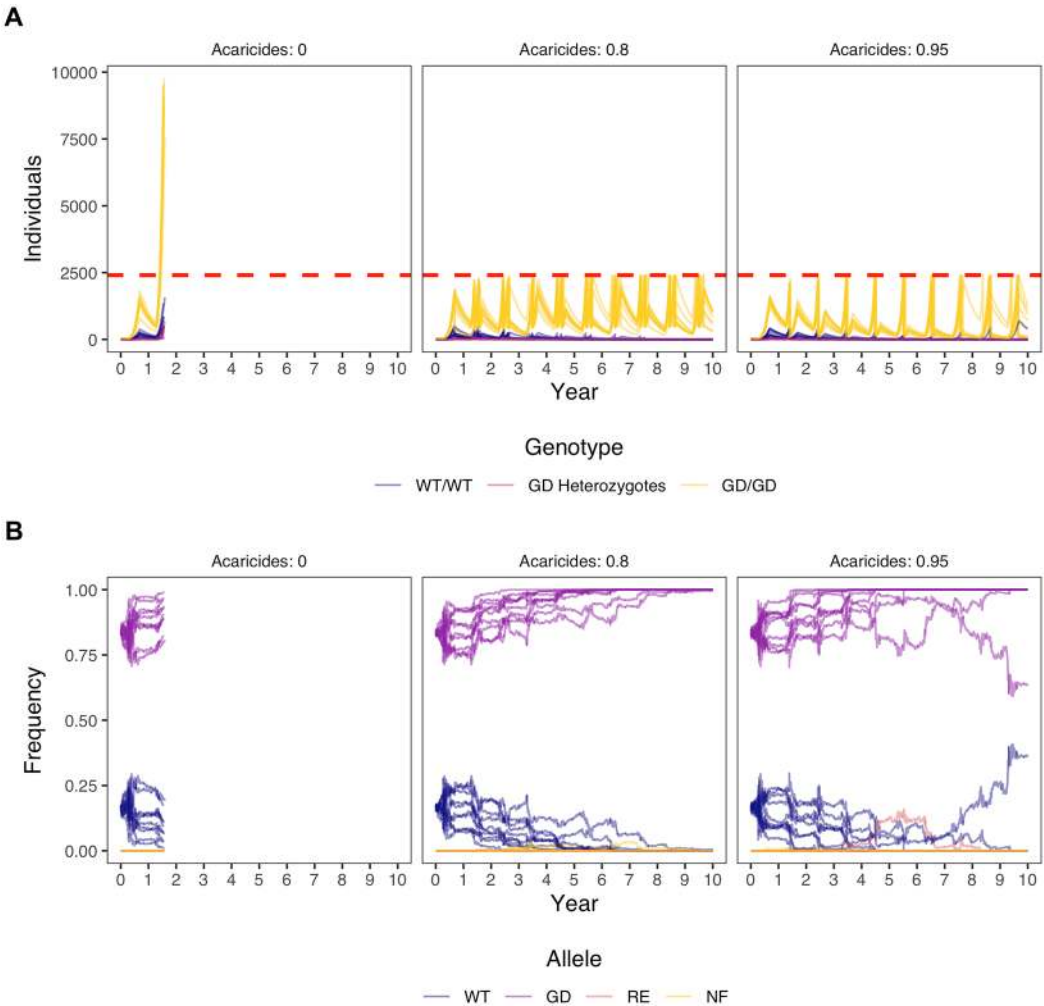 A
Acaricides: 0 Acaricides: 0.8 Acaricides: 0.95
10000
7500
5000
2500
0
Individuals
0 1 2 3 4 5 6 7 8 9 10 0 1 2 3 4 5 6 7 8 9 10 0 1 2 3 4 5 6 7 8 9 10
Year
Genotype
WT/WT GD Heterozygotes GD/GD
B
Acaricides: 0 Acaricides: 0.8 Acaricides: 0.95
1.00
0.75
0.50
0.25
0.00
Frequency
0 1 2 3 4 5 6 7 8 9 10 0 1 2 3 4 5 6 7 8 9 10 0 1 2 3 4 5 6 7 8 9 10
Year
Allele
WT GD RE NF